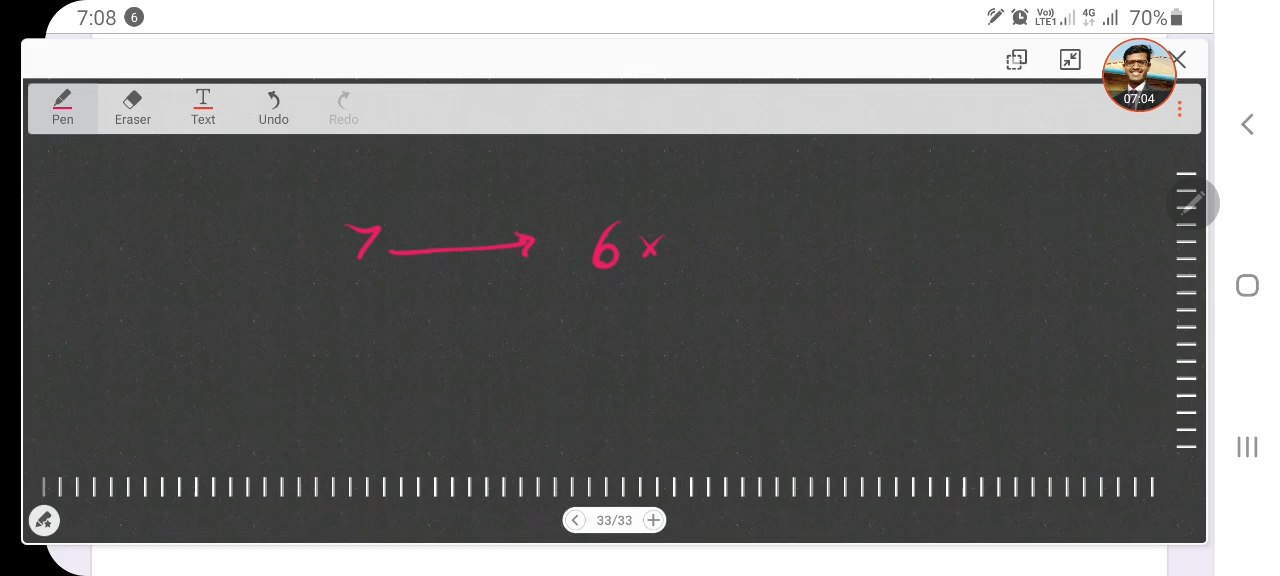 7:08 6 Vo)) LTE1 4G 70%
07:04
Pen Eraser Text Undo Redo
7 → 6 ×
33/33